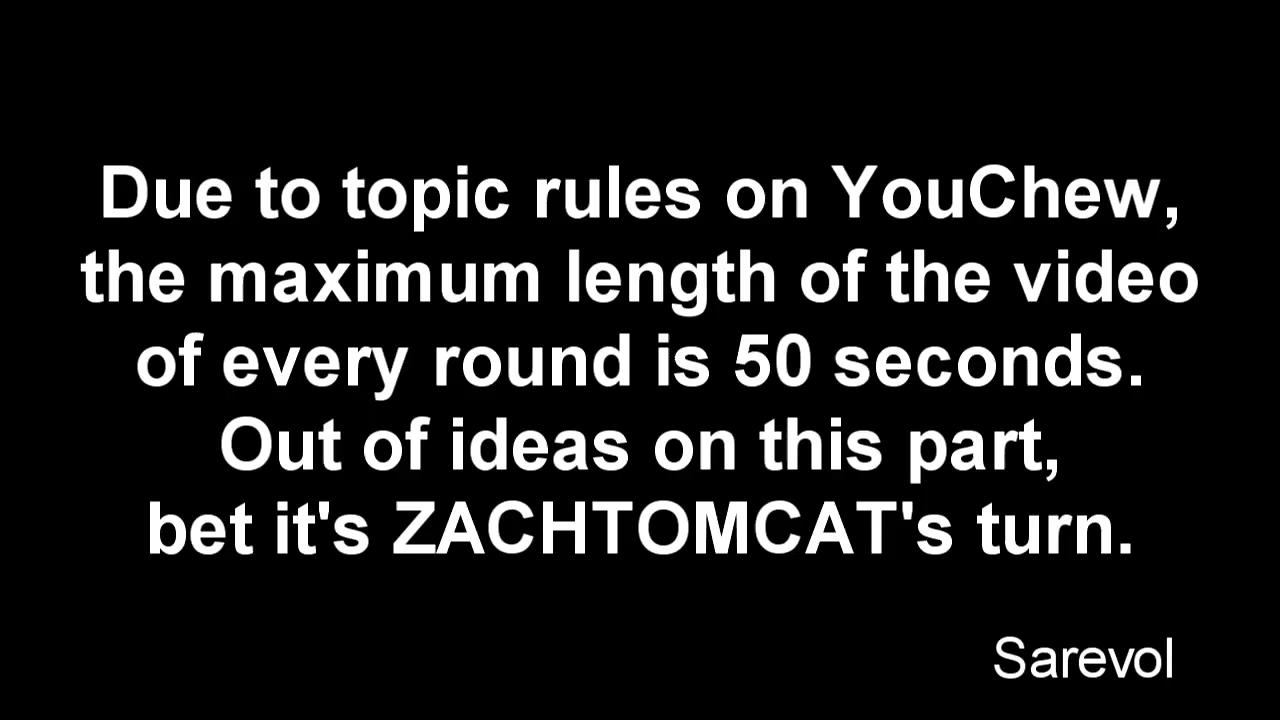 Due to topic rules on YouChew,
the maximum length of the video
of every round is 50 seconds.
Out of ideas on this part,
bet it's ZACHTOMCAT's turn.
Sarevol